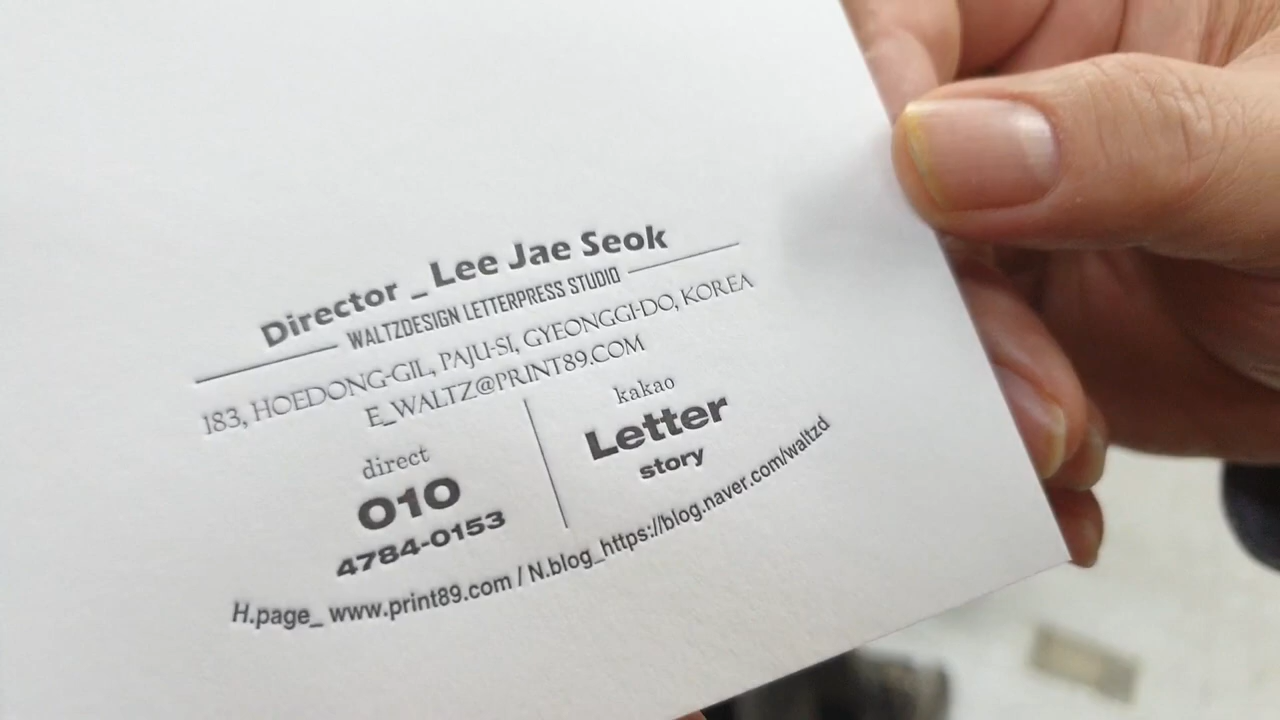 Director _ Lee Jae Seok
WALTZDESIGN LETTERPRESS STUDIO
183, HOEDONG-GIL, PAJU-SI, GYEONGGI-DO, KOREA
E_WALTZ@PRINT89.COM
direct
010
4784-0153
kakao
Letter
story
H.page_ www.print89.com / N.blog_https://blog.naver.com/waltzd